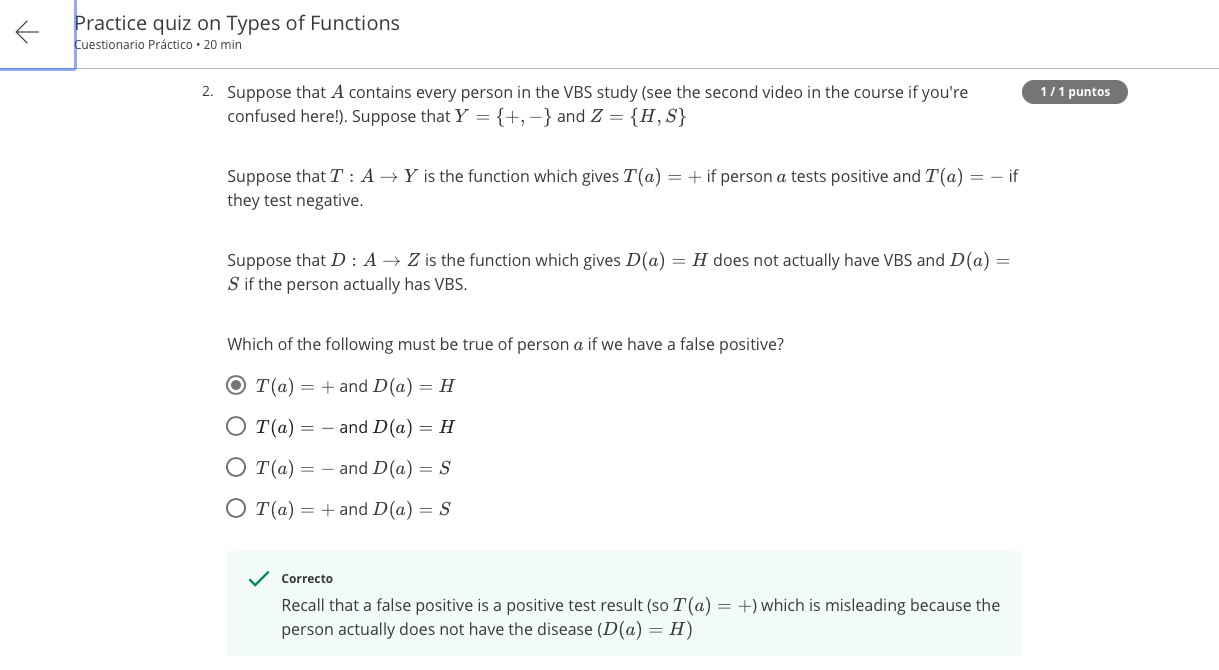 Practice quiz on Types of Functions
Cuestionario Práctico • 20 min
2. Suppose that A contains every person in the VBS study (see the second video in the course if you're
1 / 1 puntos
confused here!). Suppose that Y = {+, −} and Z = {H, S}
Suppose that T : A → Y is the function which gives T(a) = + if person a tests positive and T(a) = − if
they test negative.
Suppose that D : A → Z is the function which gives D(a) = H does not actually have VBS and D(a) =
S if the person actually has VBS.
Which of the following must be true of person a if we have a false positive?
T(a) = + and D(a) = H
T(a) = − and D(a) = H
T(a) = − and D(a) = S
T(a) = + and D(a) = S
Correcto
Recall that a false positive is a positive test result (so T(a) = +) which is misleading because the
person actually does not have the disease (D(a) = H)